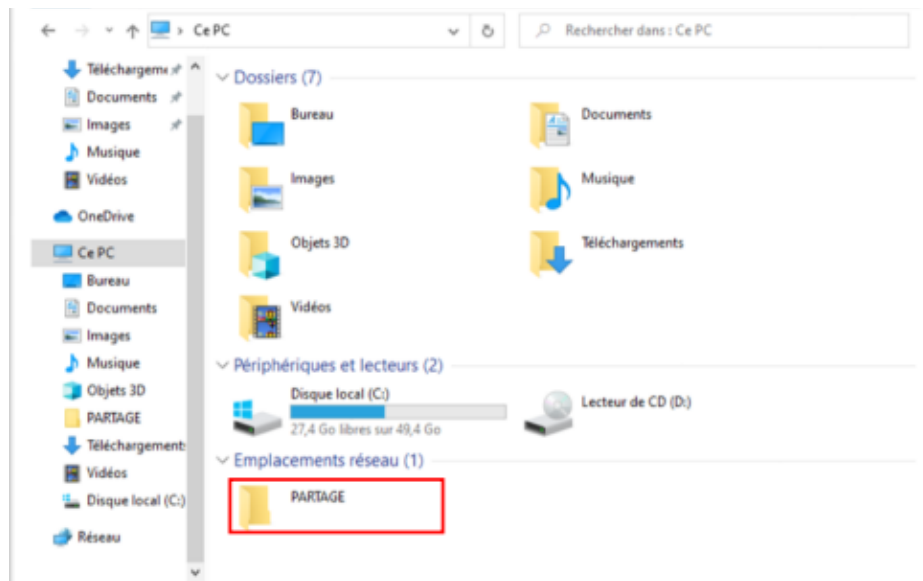 Ce PC
Rechercher dans : Ce PC
Téléchargeme
Documents
Images
Musique
Vidéos
OneDrive
Ce PC
Bureau
Documents
Images
Musique
Objets 3D
PARTAGE
Téléchargement
Vidéos
Disque local (C:)
Réseau
Dossiers (7)
Bureau
Documents
Images
Musique
Objets 3D
Téléchargements
Vidéos
Périphériques et lecteurs (2)
Disque local (C:)
27,4 Go libres sur 49,4 Go
Lecteur de CD (D:)
Emplacements réseau (1)
PARTAGE